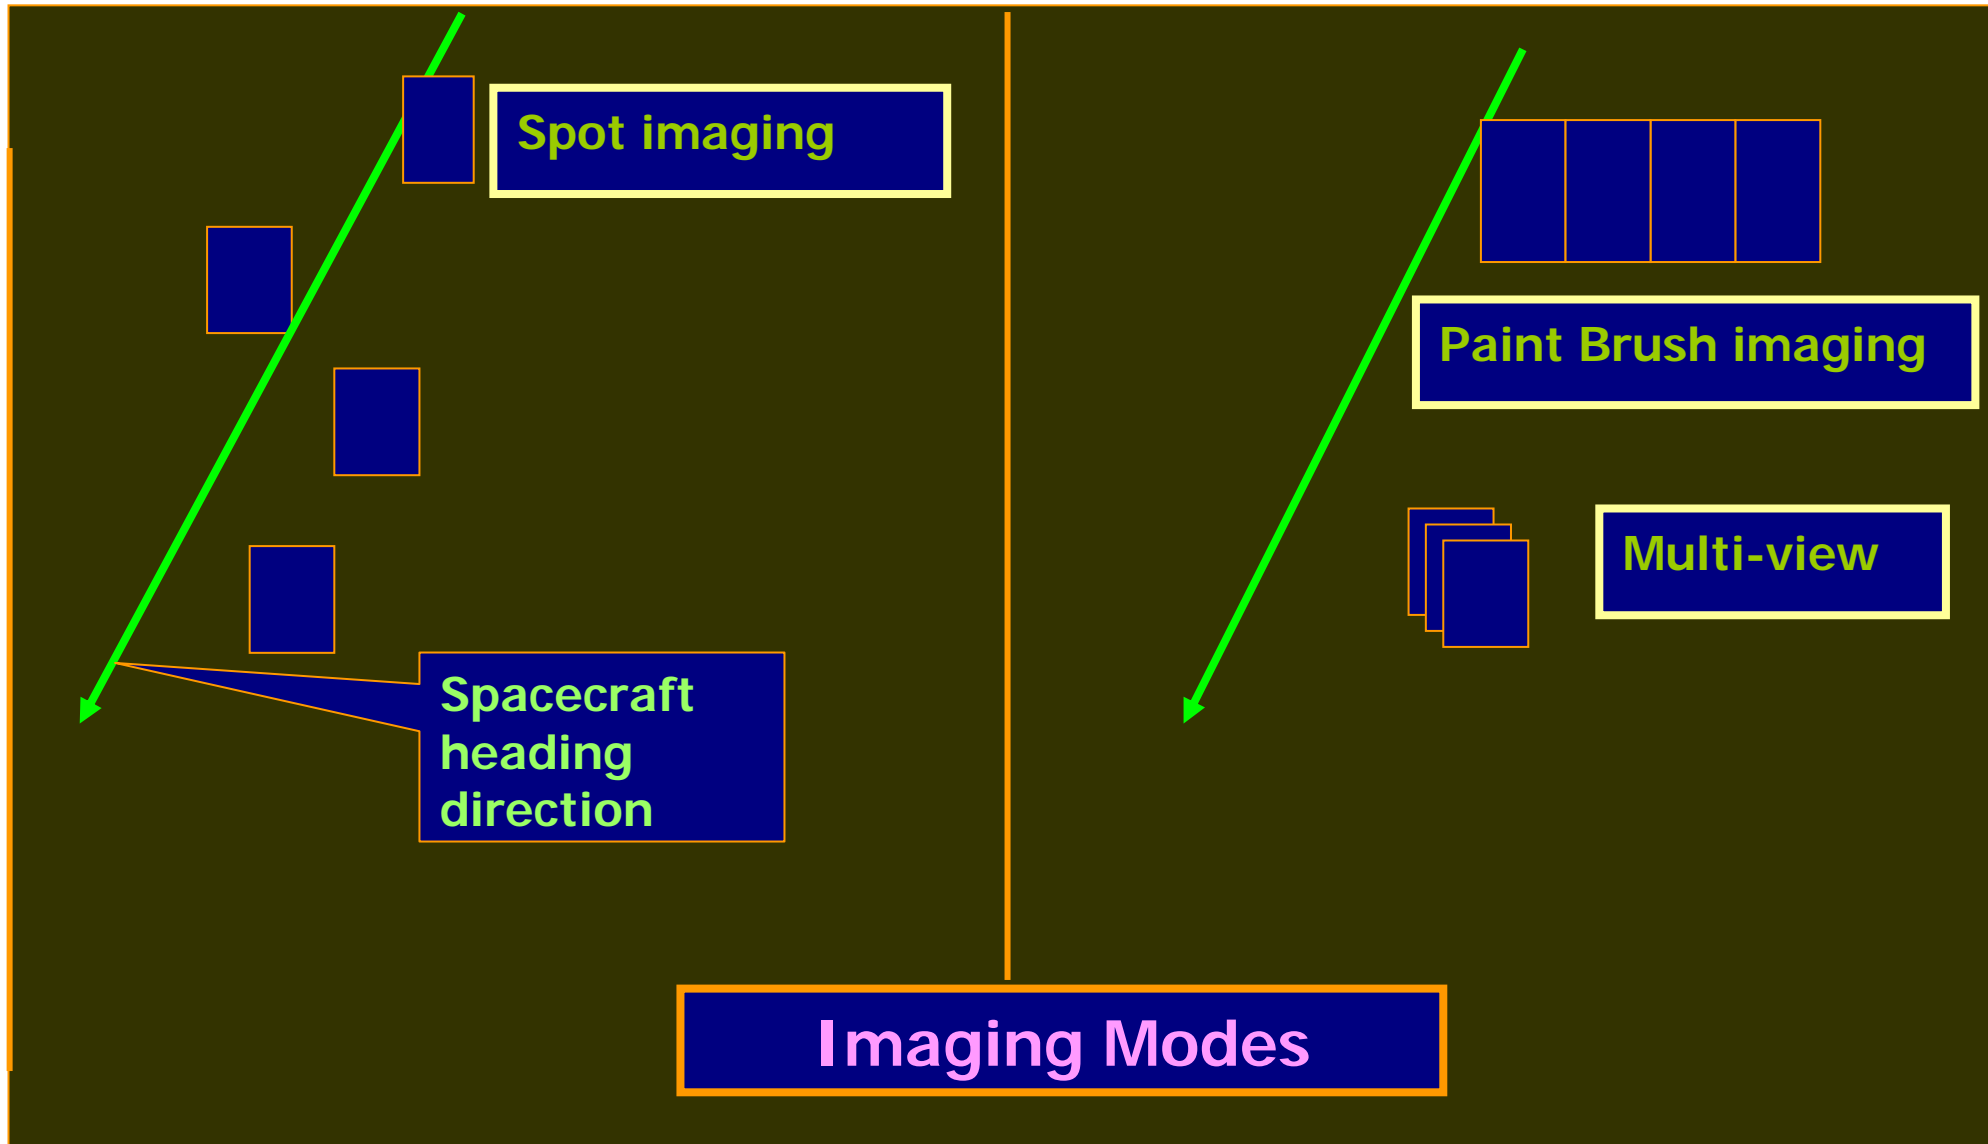 Spot imaging
Spacecraft
heading
direction
Paint Brush imaging
Multi-view
Imaging Modes